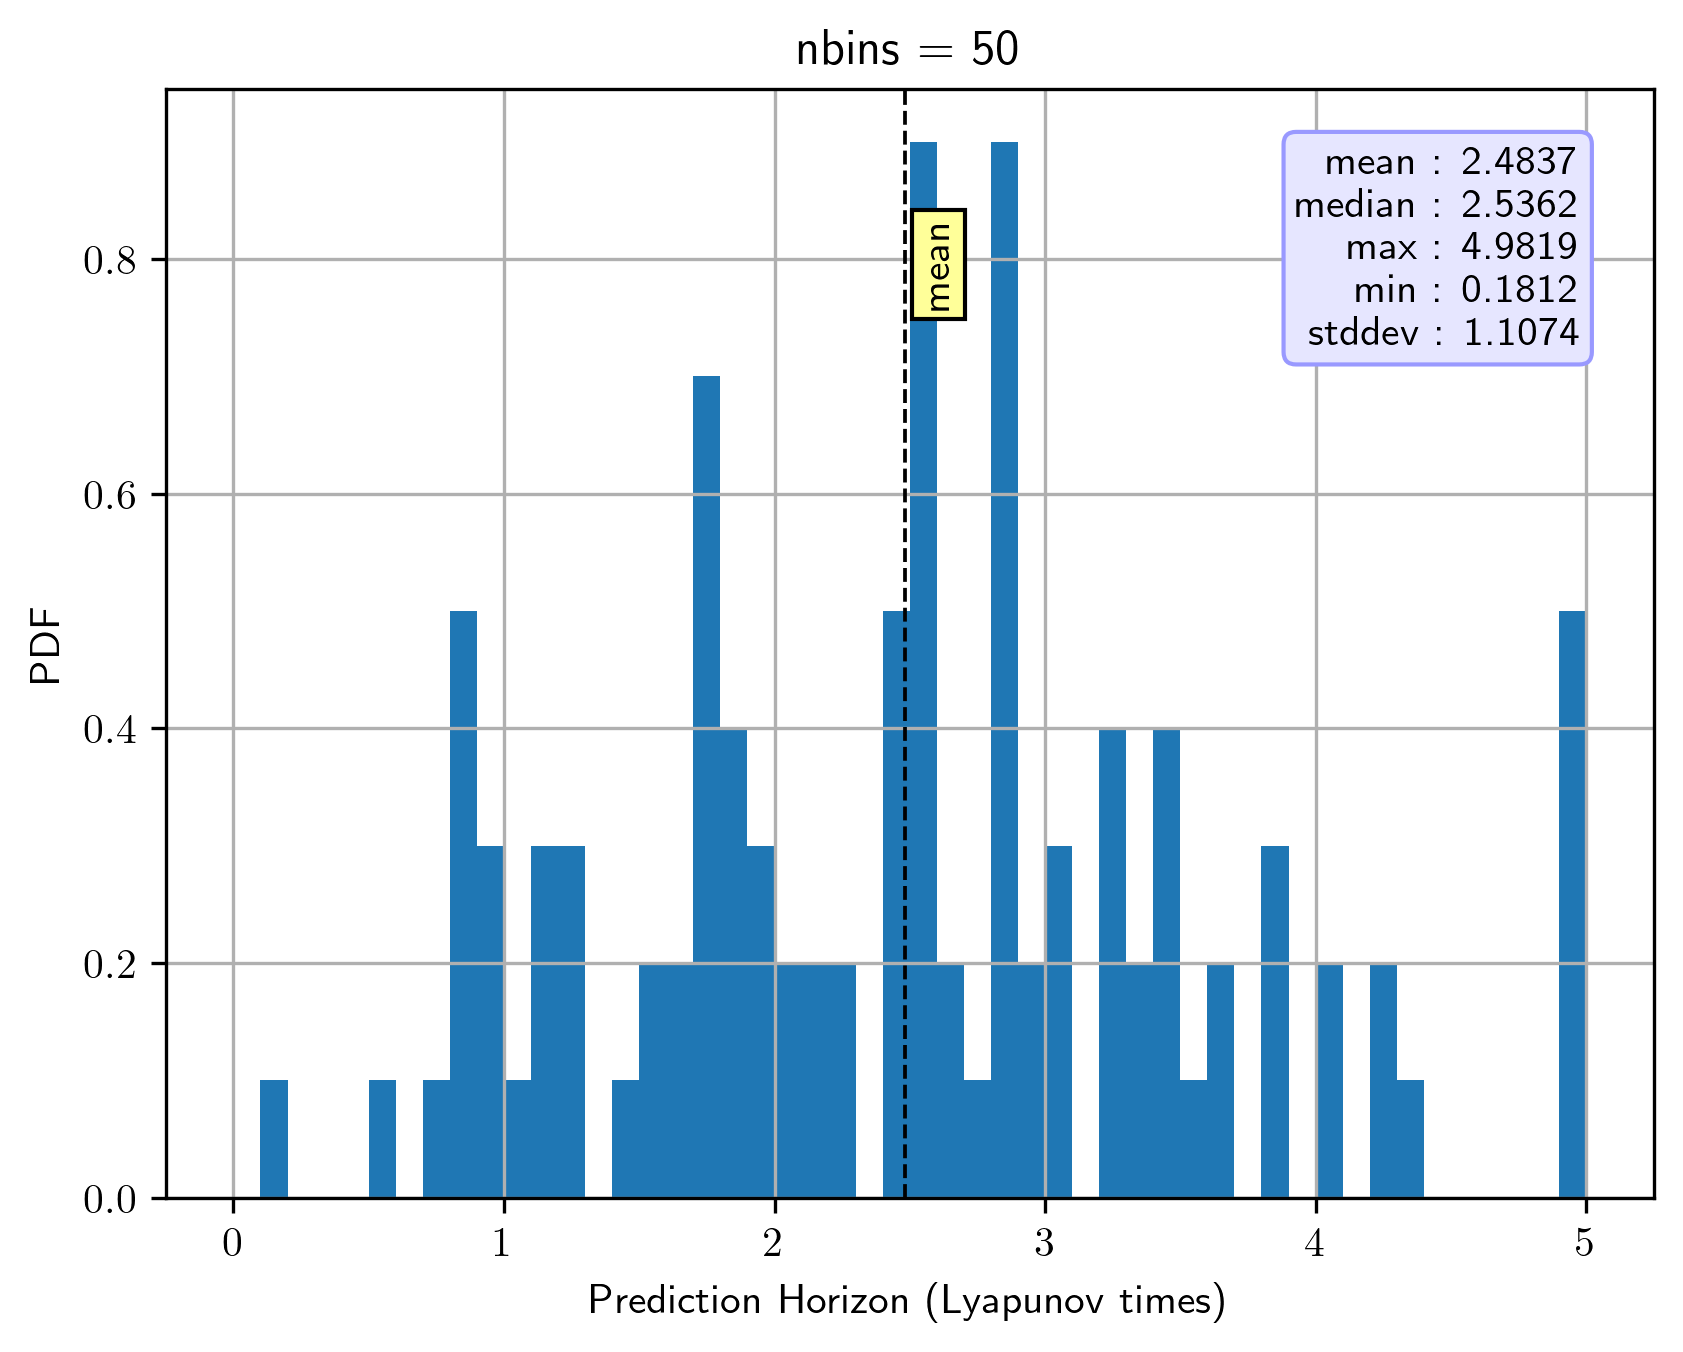 nbins = 50
mean : 2.4837
median : 2.5362
max : 4.9819
min : 0.1812
stddev : 1.1074
mean
PDF
0.8
0.6
0.4
0.2
0.0
0 1 2 3 4 5
Prediction Horizon (Lyapunov times)